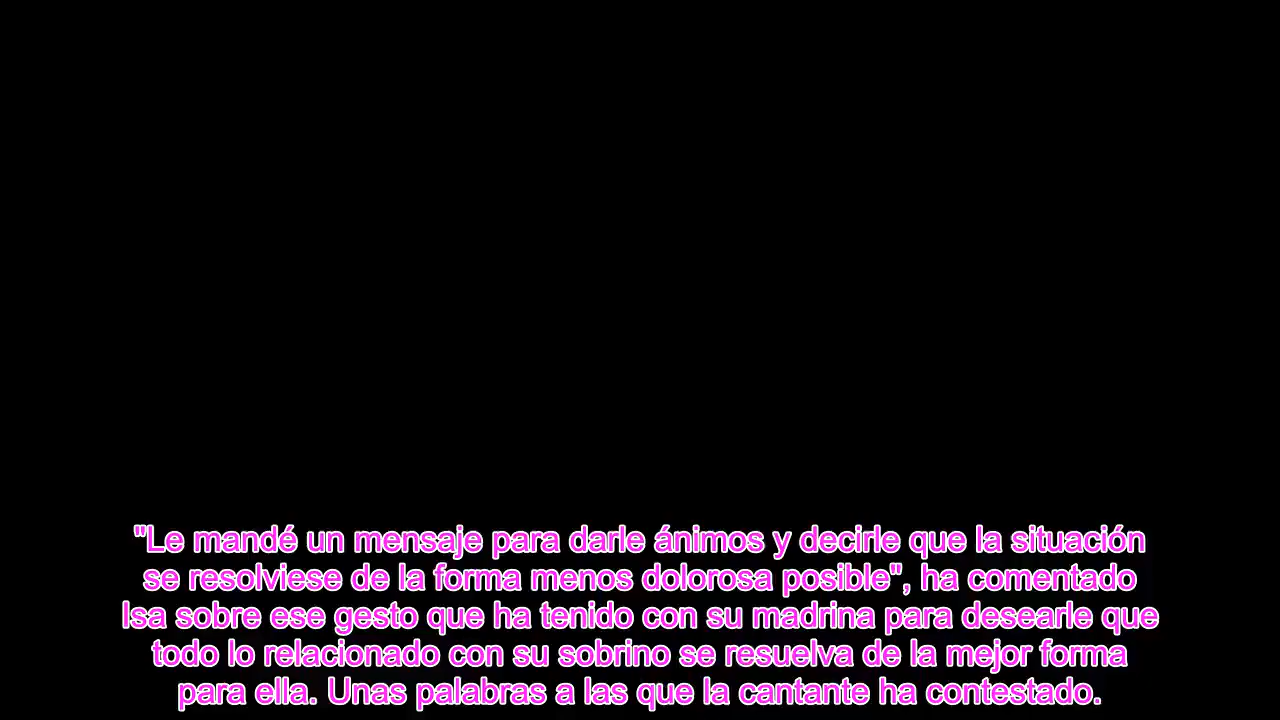 "Le mandé un mensaje para darle ánimos y decirle que la situación
se resolviese de la forma menos dolorosa posible", ha comentado
Isa sobre ese gesto que ha tenido con su madrina para desearle que
todo lo relacionado con su sobrino se resuelva de la mejor forma
para ella. Unas palabras a las que la cantante ha contestado.